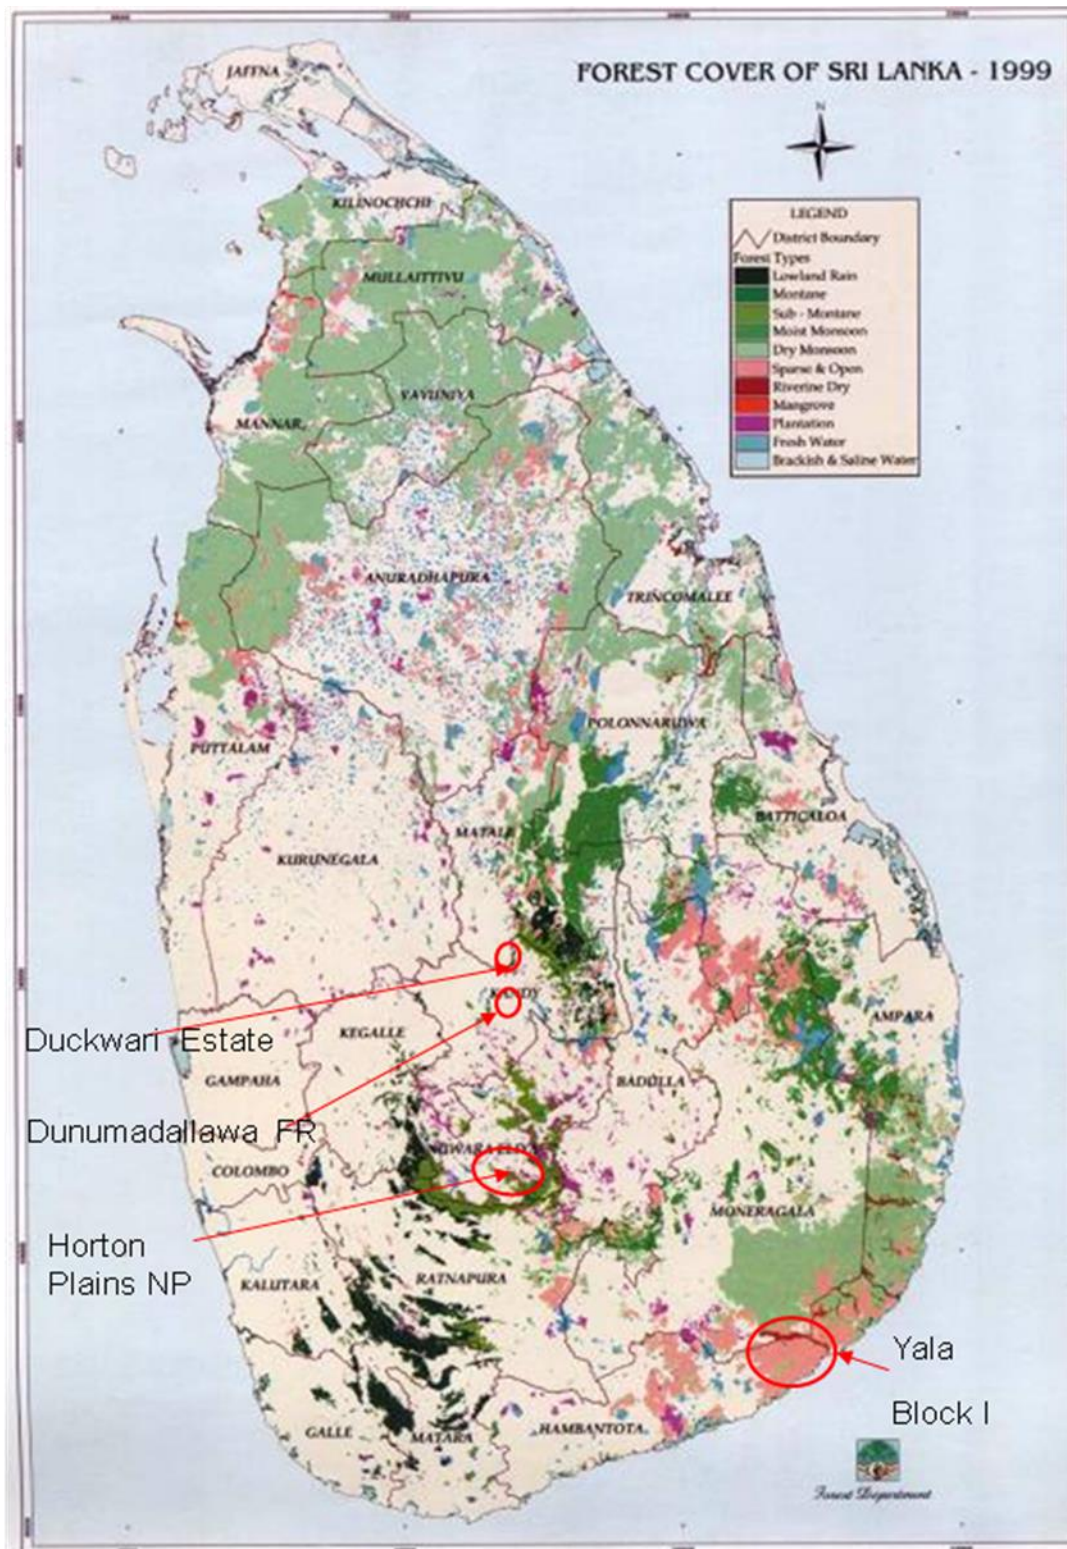 FOREST COVER OF SRI LANKA - 1999
N
LEGEND
District Boundary
Forest Types
Lowland Rain
Montane
Sub - Montane
Moist Monsoon
Dry Monsoon
Sparse & Open
Riverine Dry
Mangrove
Plantation
Fresh Water
Brackish & Saline Water
JAFFNA
KILINOCHCHI
MULLAITTIVU
VAVUNIYA
MANNAR
ANURADHAPURA
TRINCOMALEE
POLONNARUWA
PUTTALAM
MATALE
BATTICALOA
KURUNEGALA
KANDY
AMPARA
Duckwari Estate
KEGALLE
GAMPAHA
BADULLA
Dunumadallawa FR
NUWARA ELIYA
COLOMBO
MONERAGALA
Horton
Plains NP
KALUTARA
RATNAPURA
Yala
Block I
GALLE
MATARA
HAMBANTOTA
Forest Department